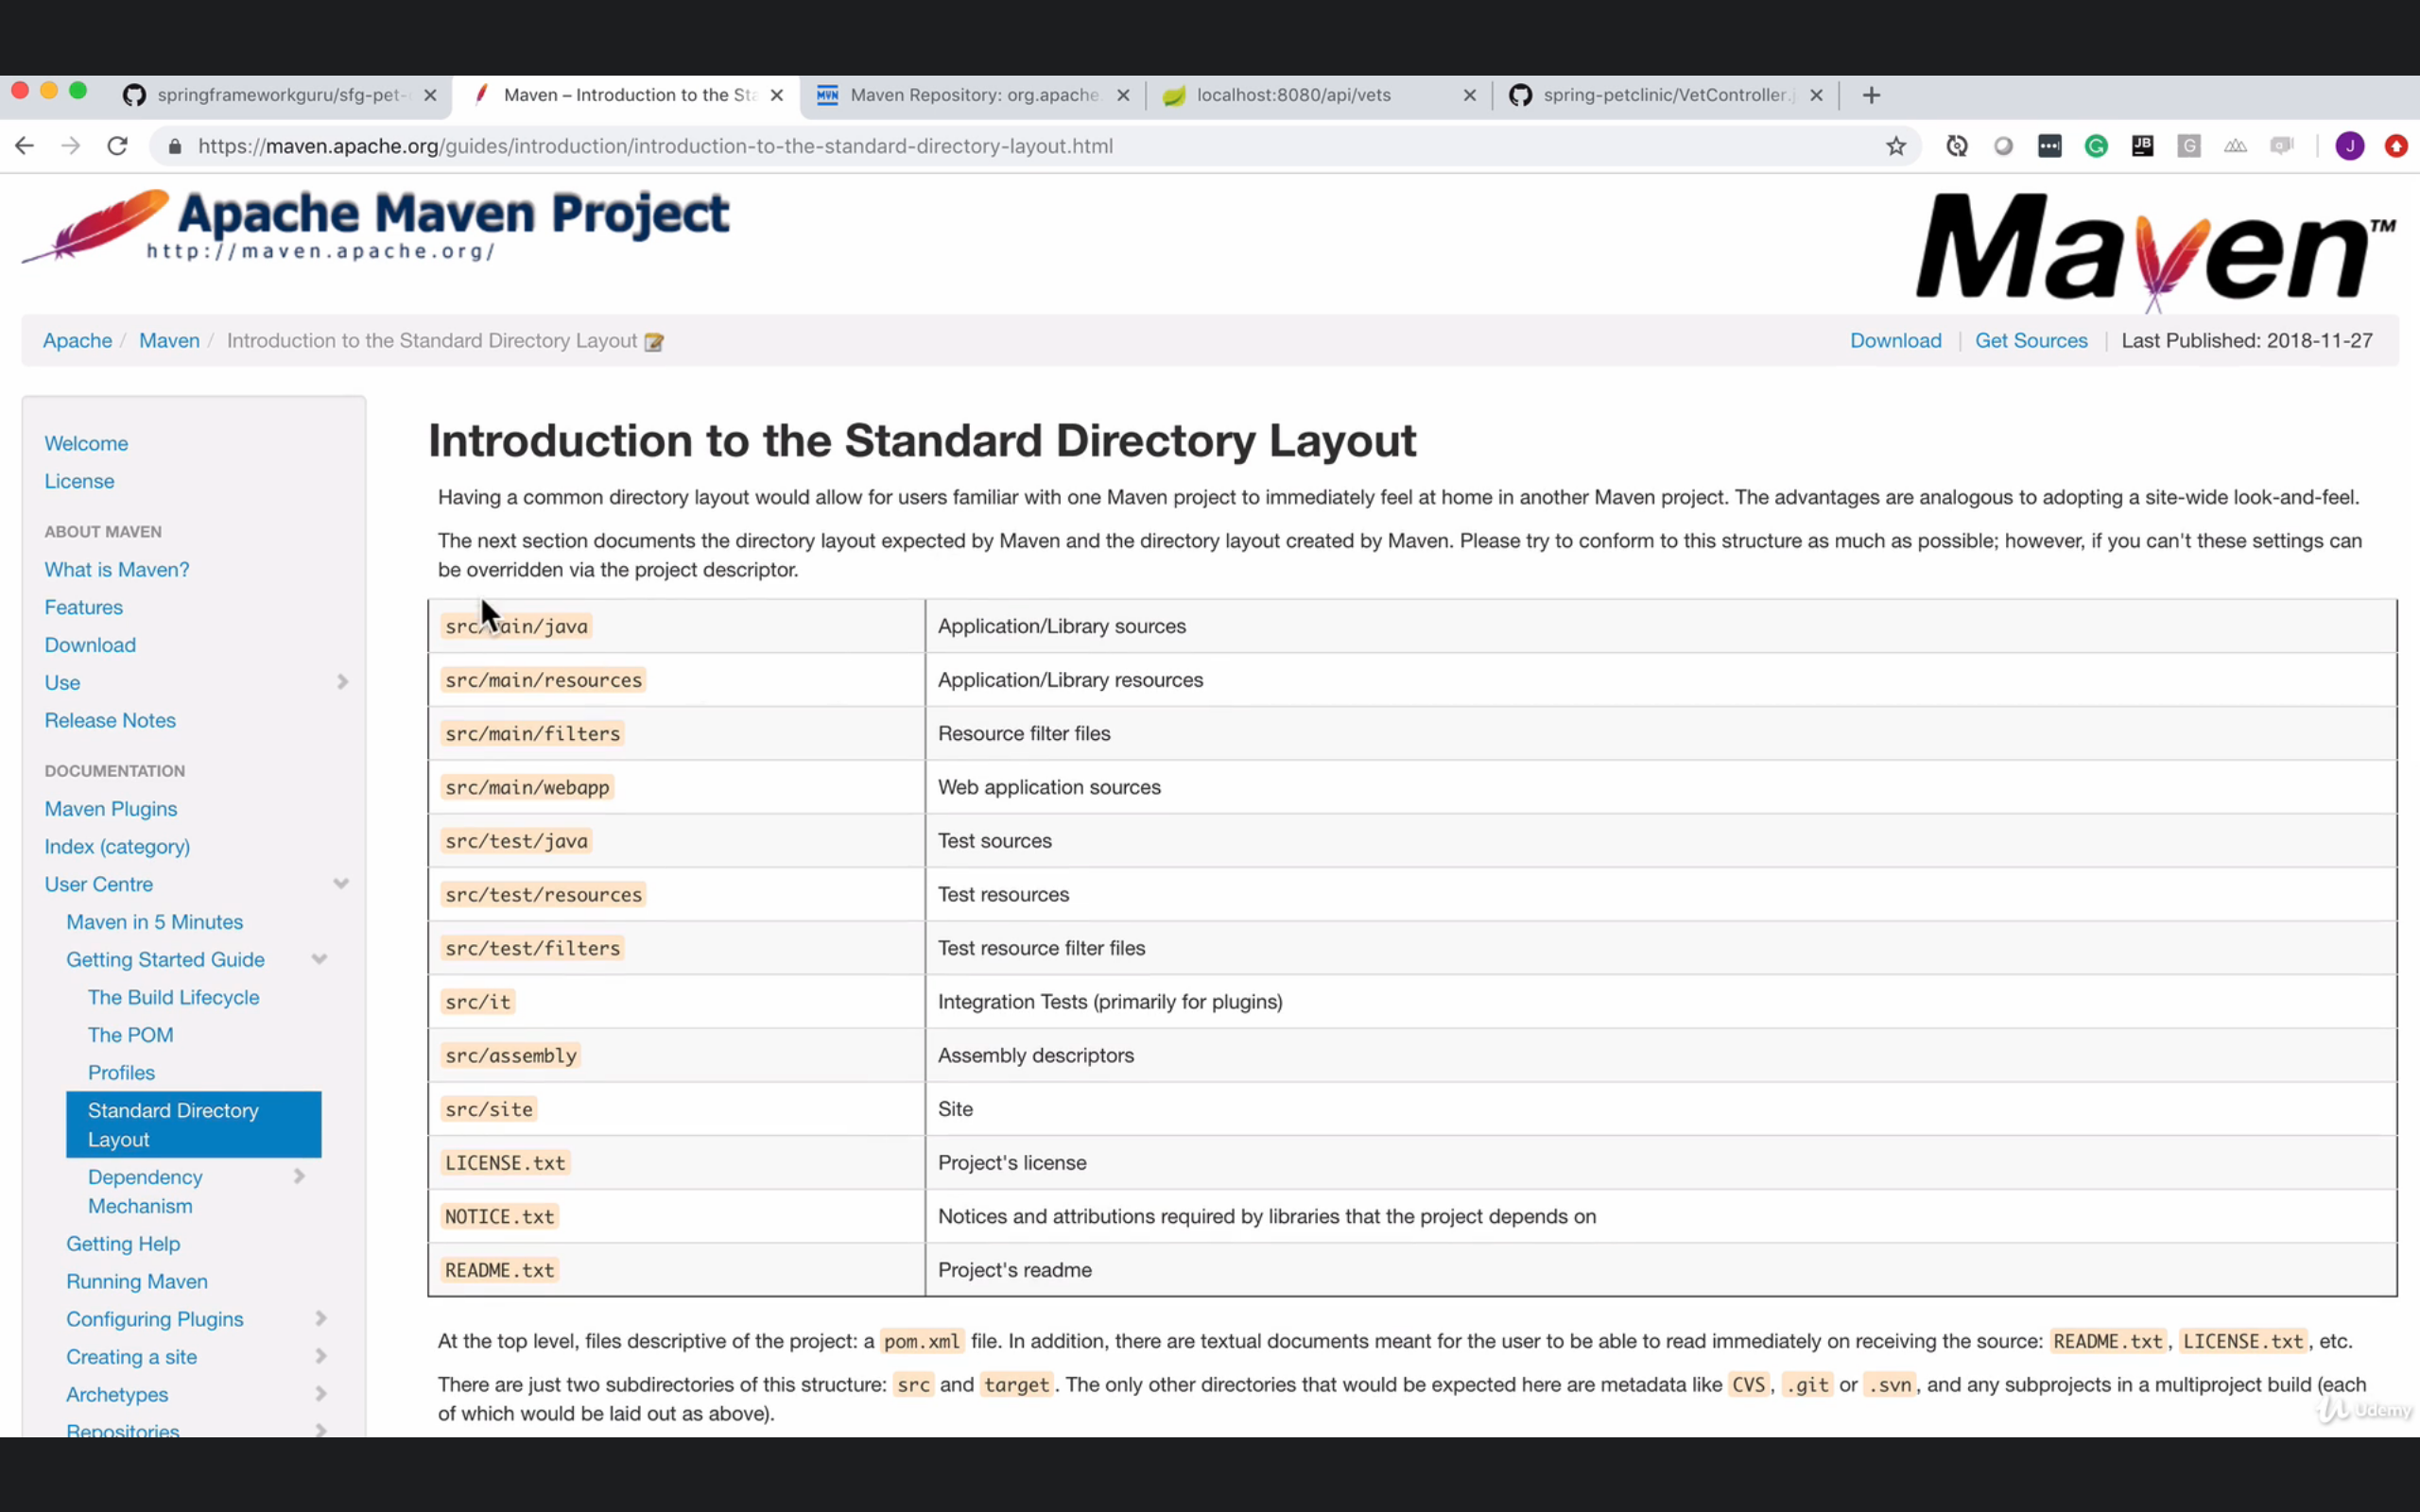 springframeworkguru/sfg-pet-
Maven – Introduction to the Sta
MVN Maven Repository: org.apache.
localhost:8080/api/vets
spring-petclinic/VetController.j
https://maven.apache.org/guides/introduction/introduction-to-the-standard-directory-layout.html
JB
G
J
Apache Maven Project
http://maven.apache.org/
Maven™
Apache / Maven / Introduction to the Standard Directory Layout
Download | Get Sources | Last Published: 2018-11-27
Welcome
License
ABOUT MAVEN
What is Maven?
Features
Download
Use
Release Notes
DOCUMENTATION
Maven Plugins
Index (category)
User Centre
Maven in 5 Minutes
Getting Started Guide
The Build Lifecycle
The POM
Profiles
Standard Directory
Layout
Dependency
Mechanism
Getting Help
Running Maven
Configuring Plugins
Creating a site
Archetypes
Repositories
Introduction to the Standard Directory Layout
Having a common directory layout would allow for users familiar with one Maven project to immediately feel at home in another Maven project. The advantages are analogous to adopting a site-wide look-and-feel.
The next section documents the directory layout expected by Maven and the directory layout created by Maven. Please try to conform to this structure as much as possible; however, if you can't these settings can
be overridden via the project descriptor.
src/main/java Application/Library sources
src/main/resources Application/Library resources
src/main/filters Resource filter files
src/main/webapp Web application sources
src/test/java Test sources
src/test/resources Test resources
src/test/filters Test resource filter files
src/it Integration Tests (primarily for plugins)
src/assembly Assembly descriptors
src/site Site
LICENSE.txt Project's license
NOTICE.txt Notices and attributions required by libraries that the project depends on
README.txt Project's readme
At the top level, files descriptive of the project: a pom.xml file. In addition, there are textual documents meant for the user to be able to read immediately on receiving the source: README.txt, LICENSE.txt, etc.
There are just two subdirectories of this structure: src and target. The only other directories that would be expected here are metadata like CVS, .git or .svn, and any subprojects in a multiproject build (each
of which would be laid out as above).
Udemy